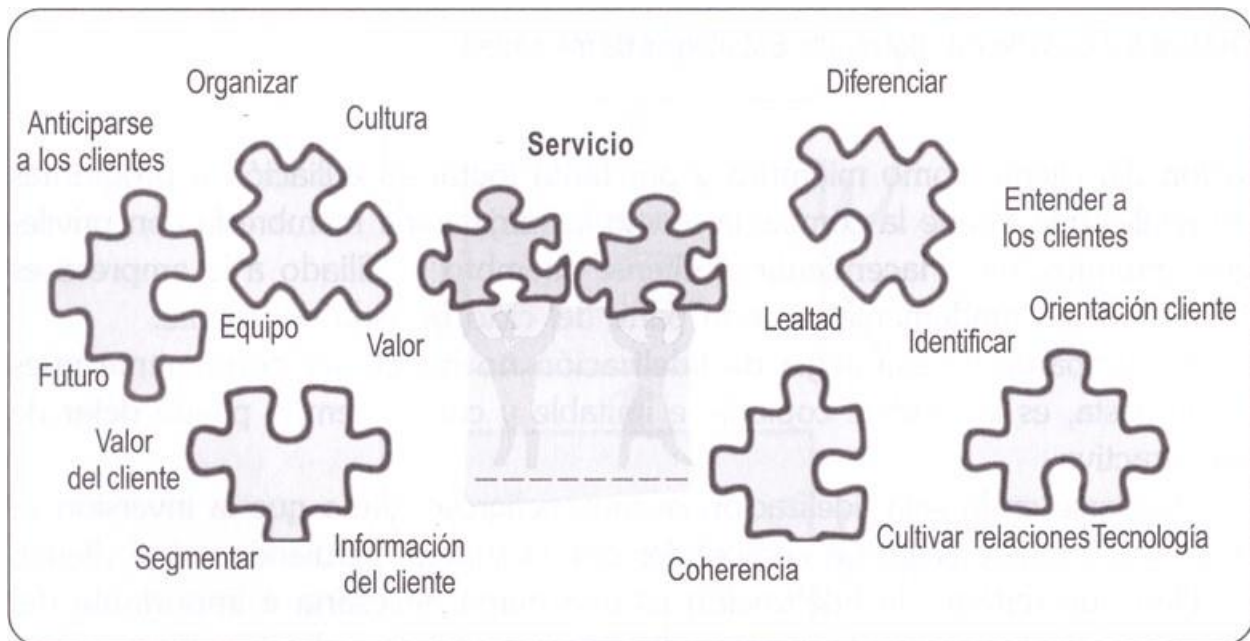 Organizar
Diferenciar
Anticiparse
a los clientes
Cultura
Servicio
Entender a
los clientes
Equipo
Valor
Lealtad
Identificar
Orientación cliente
Futuro
Valor
del cliente
Segmentar
Información
del cliente
Coherencia
Cultivar relaciones Tecnología